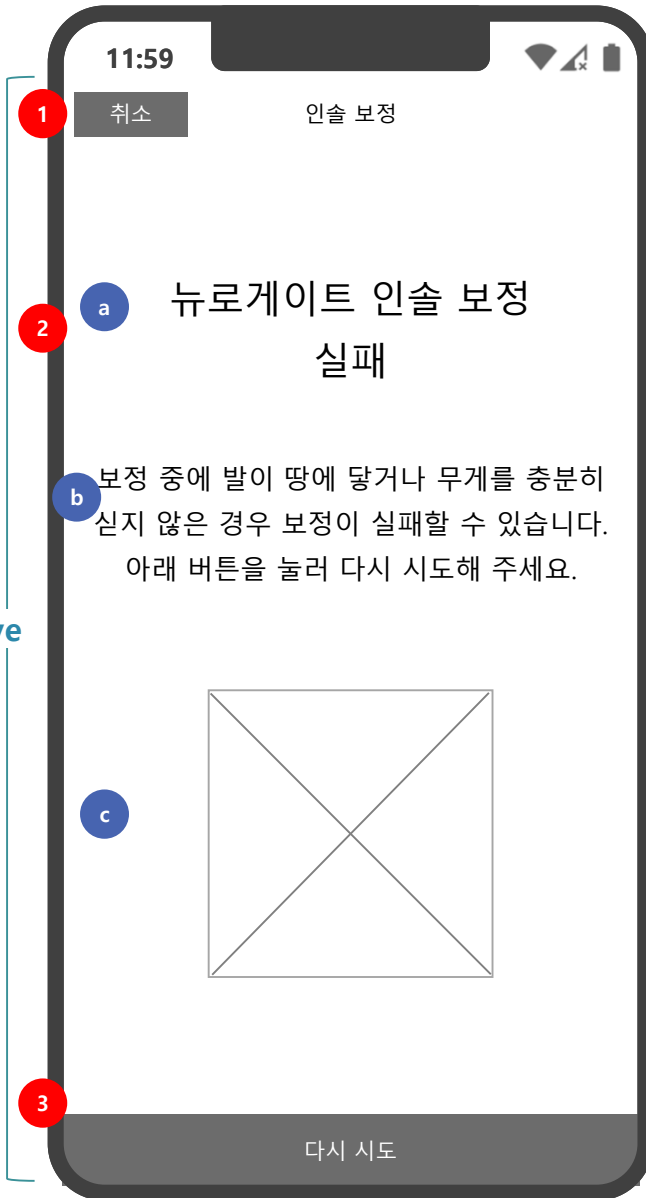 11:59
1
취소
인솔 보정
a
뉴로게이트 인솔 보정
2
실패
b
보정 중에 발이 땅에 닿거나 무게를 충분히
싣지 않은 경우 보정이 실패할 수 있습니다.
아래 버튼을 눌러 다시 시도해 주세요.
c
3
다시 시도